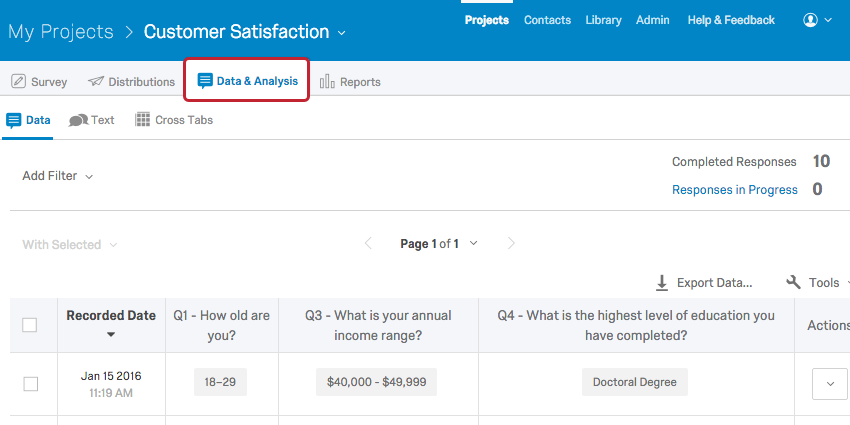 My Projects > Customer Satisfaction
Projects Contacts Library Admin Help & Feedback
Survey Distributions Data & Analysis Reports
Data Text Cross Tabs
Add Filter
Completed Responses 10
Responses in Progress 0
With Selected
Page 1 of 1
Export Data... Tools
Recorded Date
Q1 - How old are
you?
Q3 - What is your annual
income range?
Q4 - What is the highest level of education you
have completed?
Actions
Jan 15 2016
11:19 AM
18–29
$40,000 - $49,999
Doctoral Degree